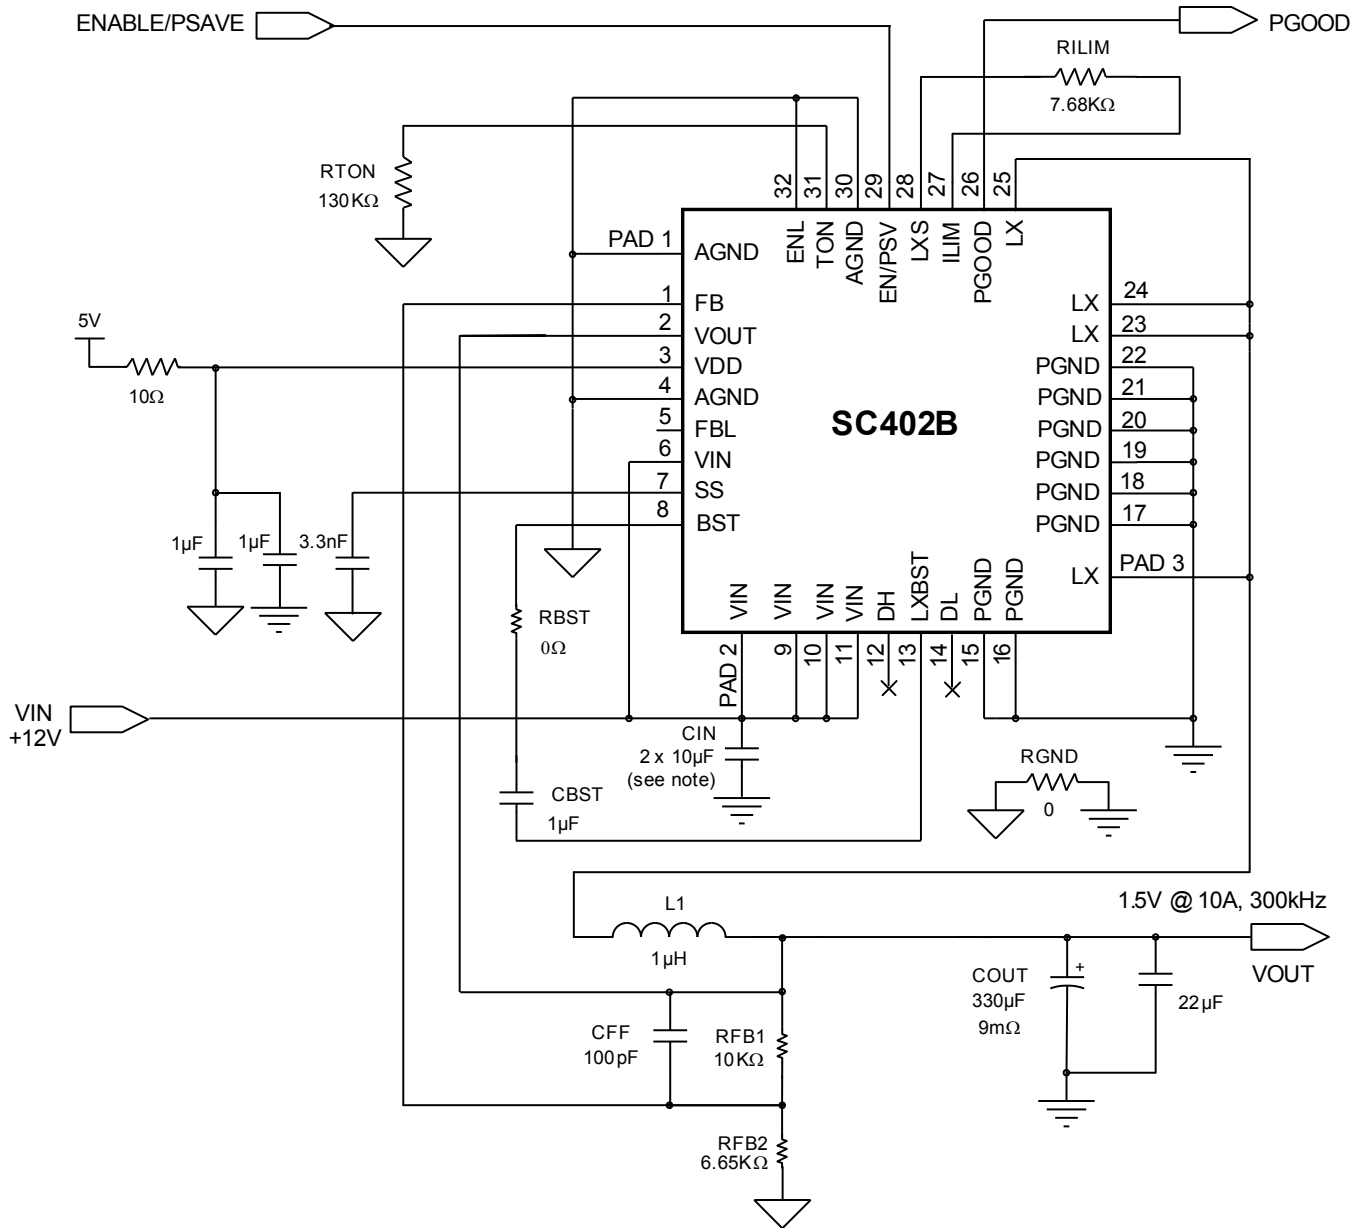 ENABLE/PSAVE
PGOOD
RILIM
7.68KΩ
RTON
130KΩ
32
31
30
29
28
27
26
25
ENL
TON
AGND
EN/PSV
LXS
ILIM
PGOOD
LX
PAD 1
AGND
1
FB
2
VOUT
3
VDD
4
AGND
5
FBL
6
VIN
7
SS
8
BST
5V
10Ω
SC402B
LX
24
LX
23
PGND
22
PGND
21
PGND
20
PGND
19
PGND
18
PGND
17
LX
PAD 3
1µF
1µF
3.3nF
RBST
0Ω
VIN
VIN
VIN
VIN
DH
LXBST
DL
PGND
PGND
PAD 2
9
10
11
12
13
14
15
16
VIN
+12V
CIN
2 x 10µF
(see note)
RGND
0
CBST
1µF
L1
1µH
1.5V @ 10A, 300kHz
VOUT
COUT
330µF
9mΩ
+
22µF
CFF
100pF
RFB1
10KΩ
RFB2
6.65KΩ